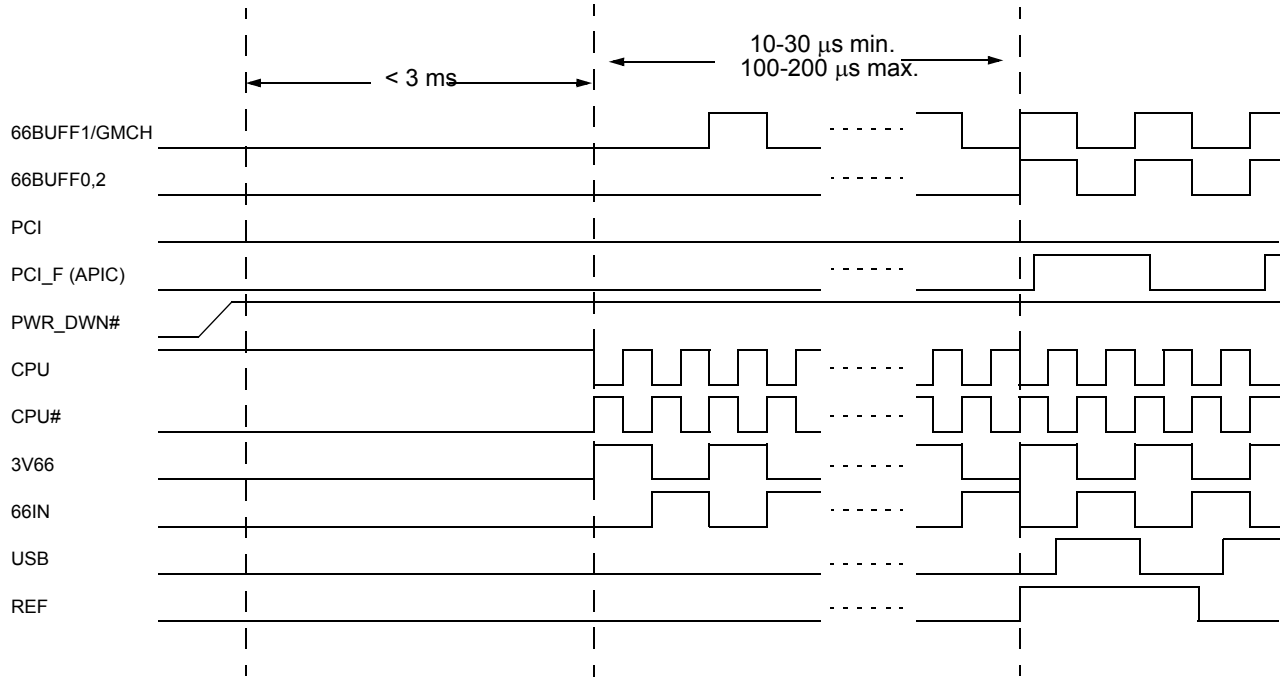 10-30 μs min.
< 3 ms
100-200 μs max.
66BUFF1/GMCH
66BUFF0,2
PCI
PCI_F (APIC)
PWR_DWN#
CPU
CPU#
3V66
66IN
USB
REF